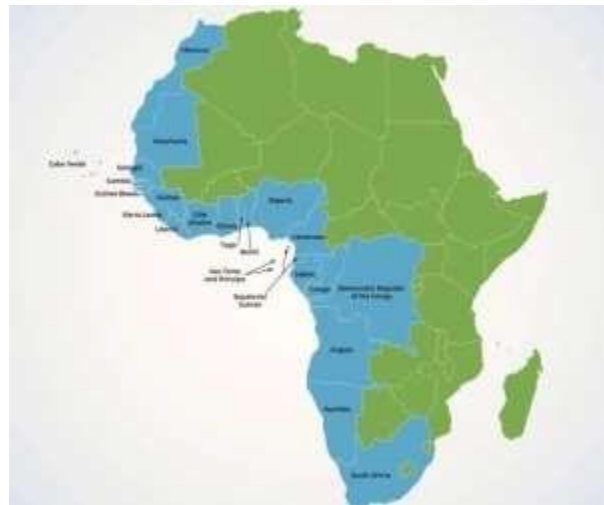 Morocco
Mauritania
Cabo Verde
Senegal
Gambia
Guinea Bissau
Guinea
Sierra Leone
Liberia
Côte
d'Ivoire
Ghana
Togo
Benin
Nigeria
Cameroon
Sao Tome
and Principe
Equatorial
Guinea
Gabon
Congo
Democratic Republic
of the Congo
Angola
Namibia
South Africa